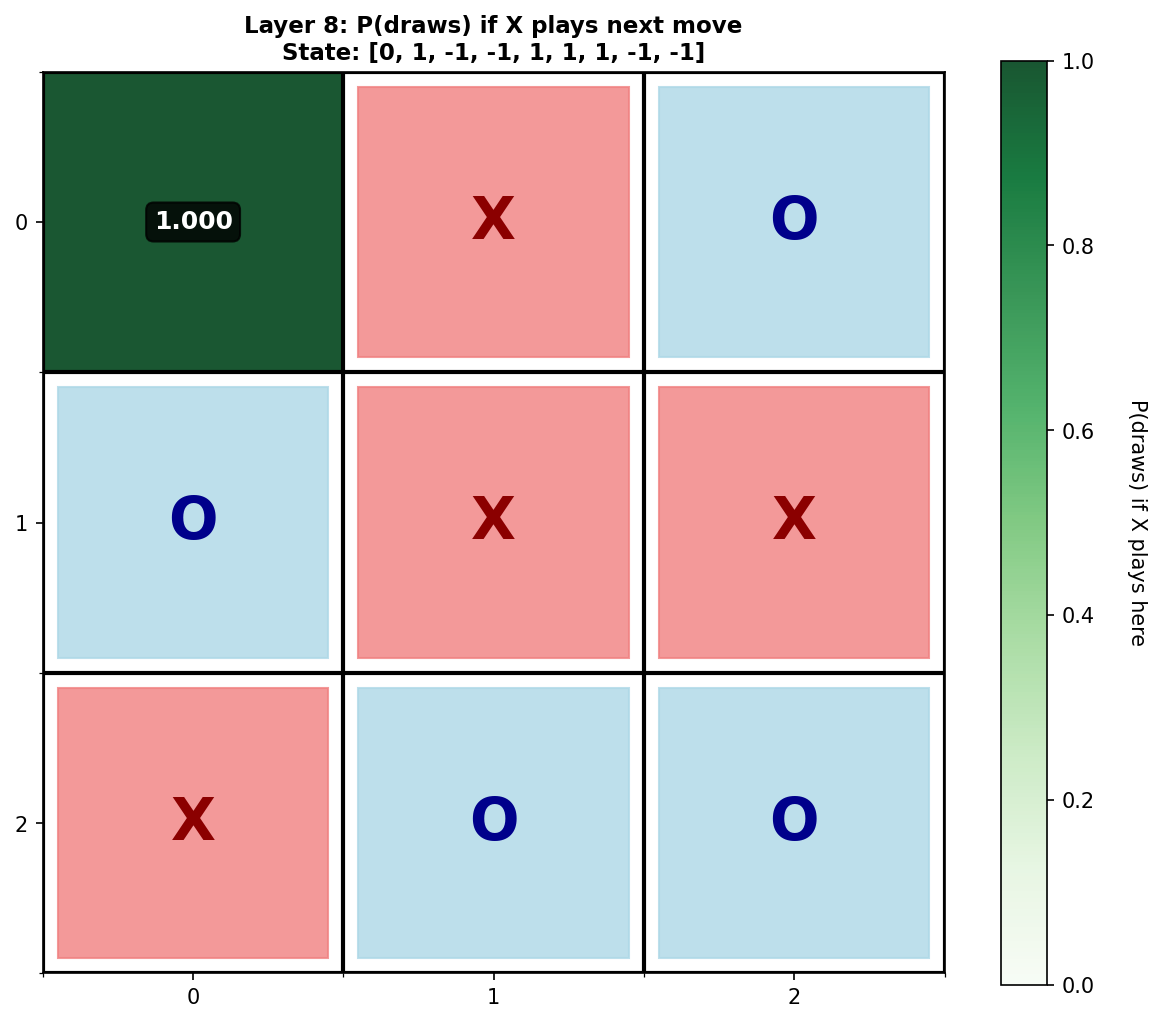 Layer 8: P(draws) if X plays next move
State: [0, 1, -1, -1, 1, 1, 1, -1, -1]
1.000
X
O
O
X
X
X
O
O
0
1
2
0
1
2
1.0
0.8
0.6
0.4
0.2
0.0
P(draws) if X plays here